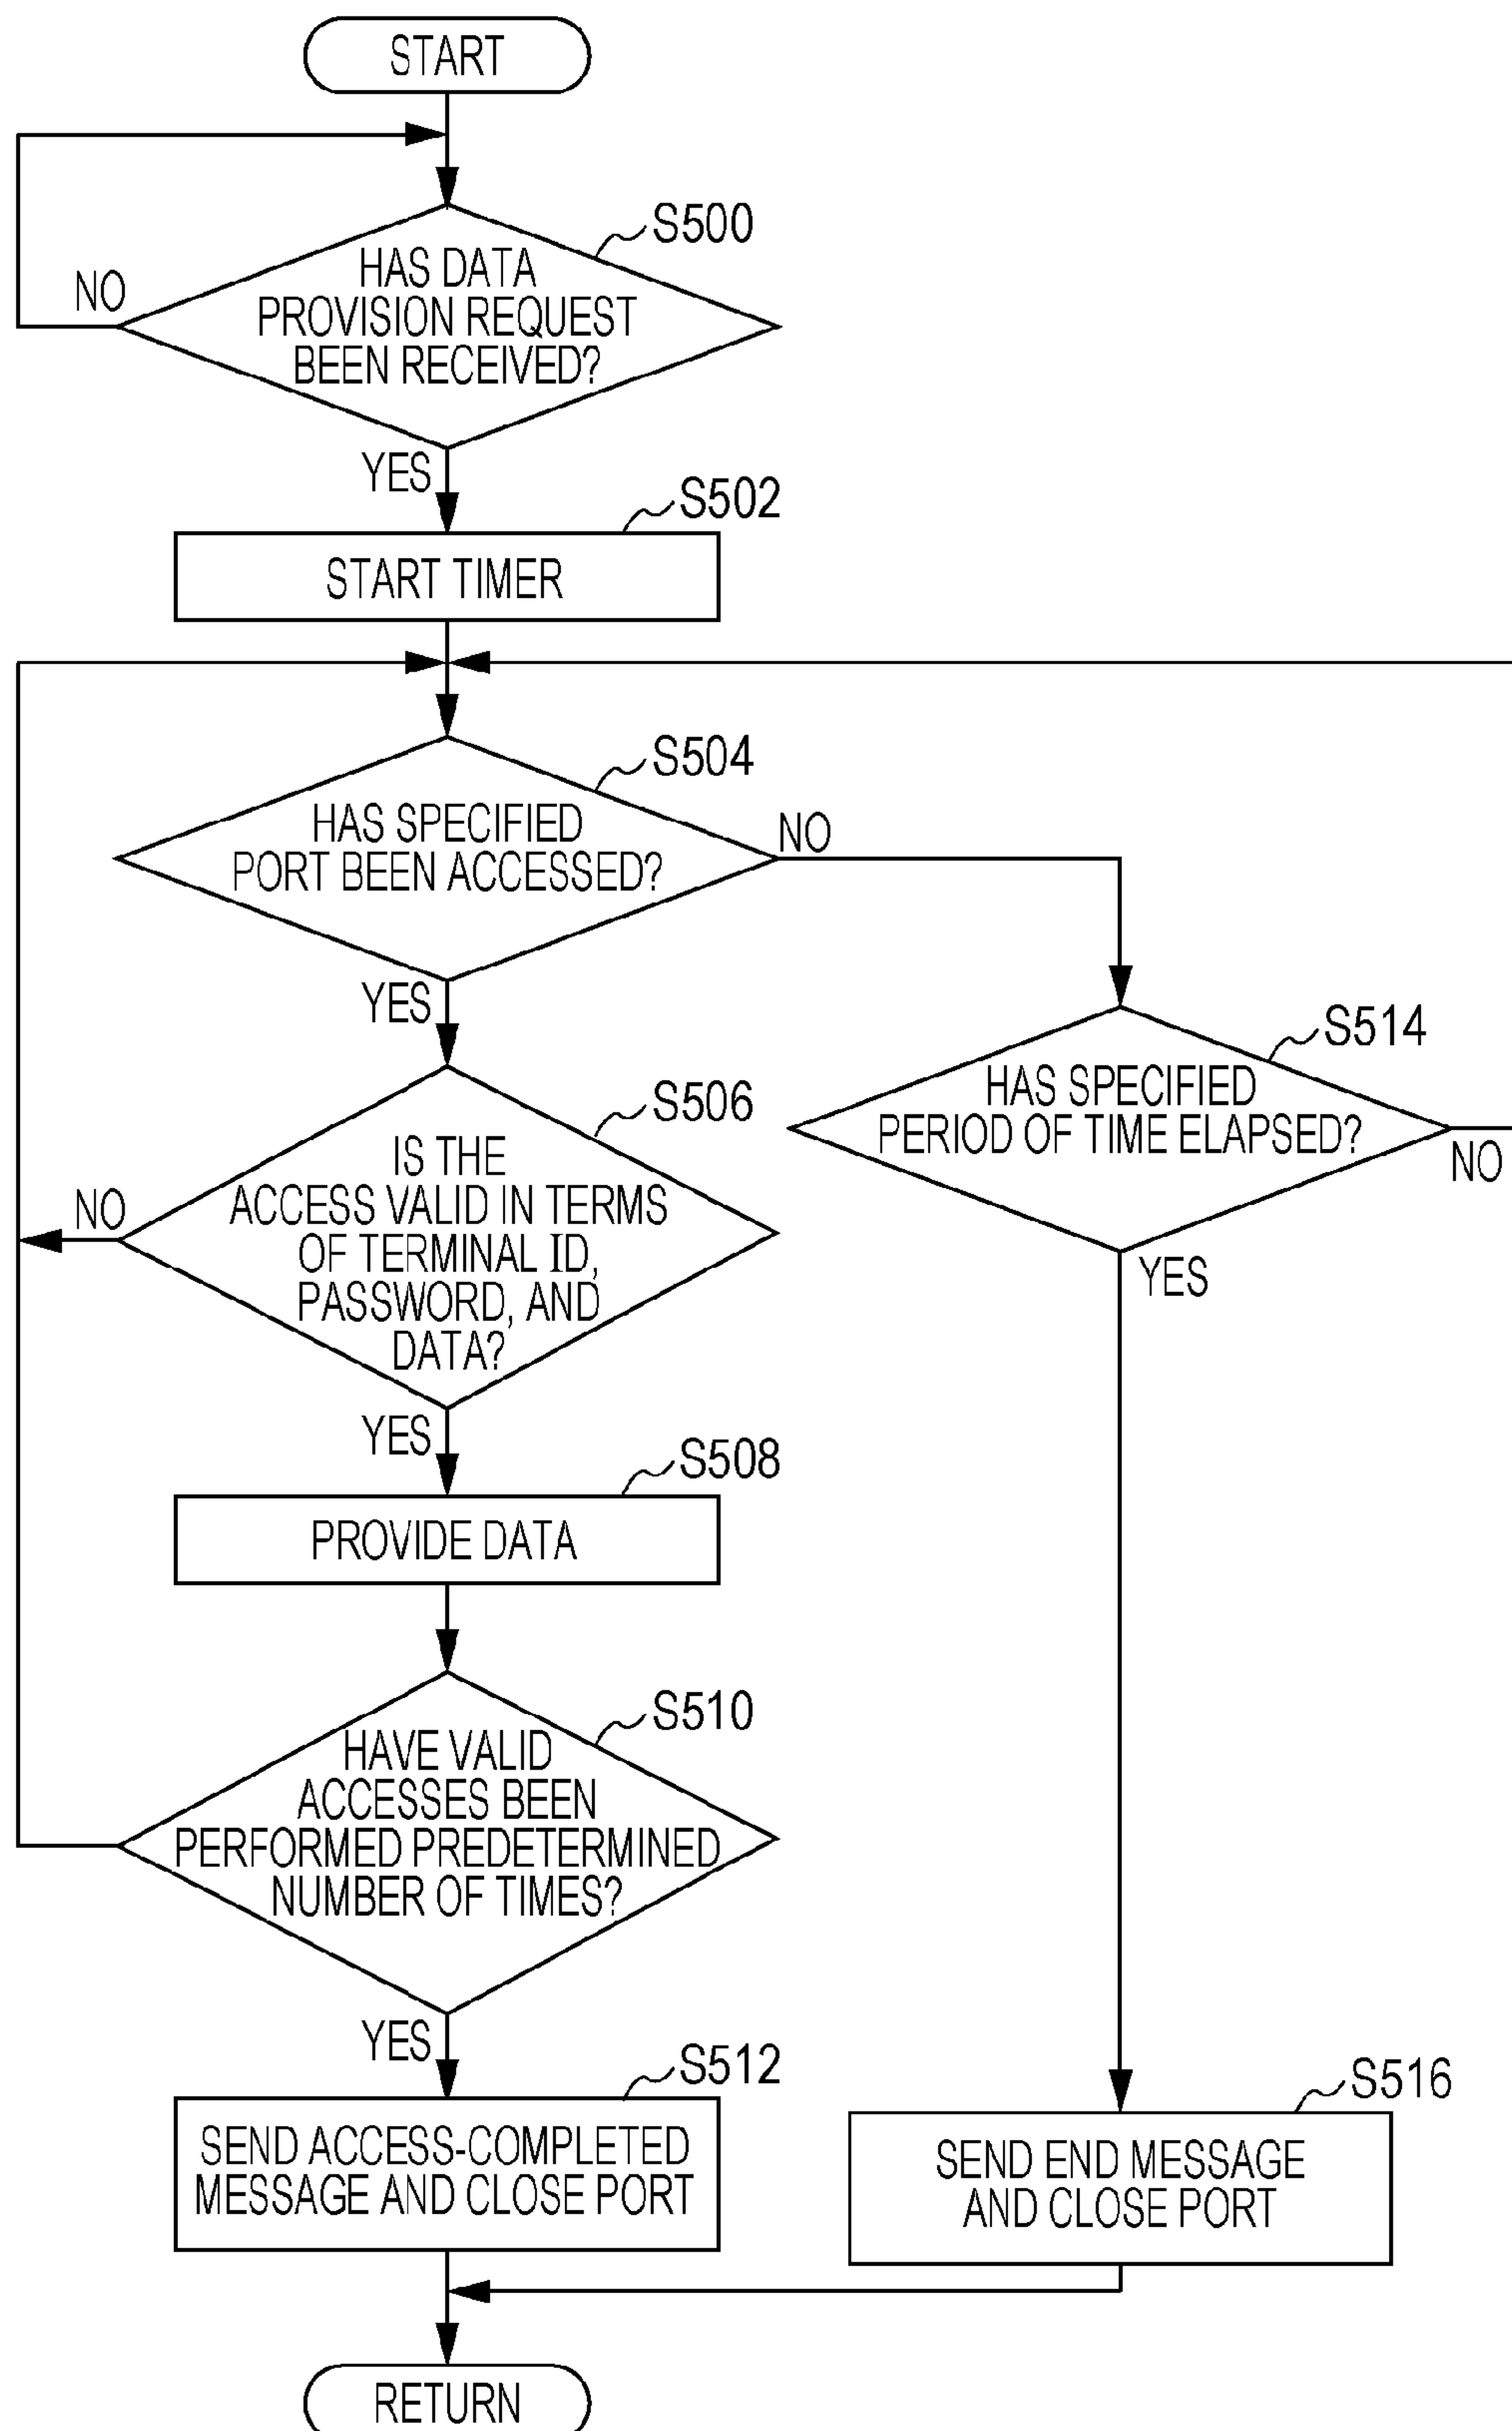 START
S500
HAS DATA
PROVISION REQUEST
BEEN RECEIVED?
NO
YES
S502
START TIMER
S504
HAS SPECIFIED
PORT BEEN ACCESSED?
NO
YES
S514
HAS SPECIFIED
PERIOD OF TIME ELAPSED?
NO
YES
S506
IS THE
ACCESS VALID IN TERMS
OF TERMINAL ID,
PASSWORD, AND
DATA?
NO
YES
S508
PROVIDE DATA
S510
HAVE VALID
ACCESSES BEEN
PERFORMED PREDETERMINED
NUMBER OF TIMES?
YES
S512
SEND ACCESS-COMPLETED
MESSAGE AND CLOSE PORT
S516
SEND END MESSAGE
AND CLOSE PORT
RETURN